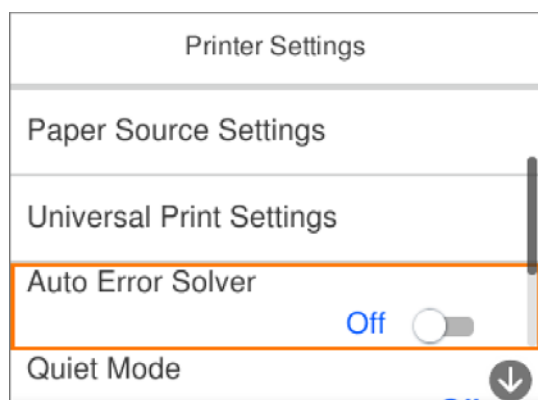 Printer Settings
Paper Source Settings
Universal Print Settings
Auto Error Solver
Off
Quiet Mode